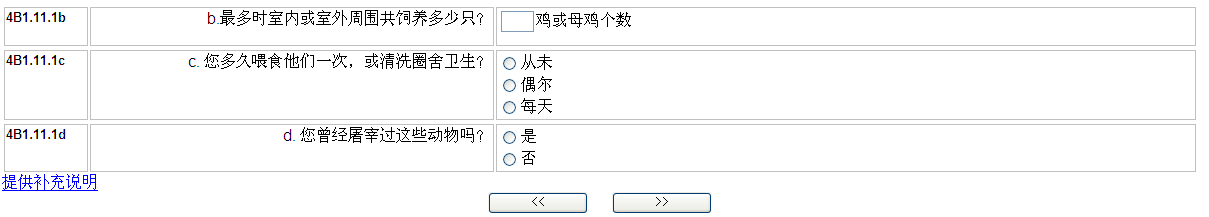 4B1.11.1b b.最多时室内或室外周围共饲养多少只? 鸡或母鸡个数
4B1.11.1c c. 您多久喂食他们一次，或清洗圈舍卫生? 从未
偶尔
每天
4B1.11.1d d. 您曾经屠宰过这些动物吗? 是
否
提供补充说明
<< >>